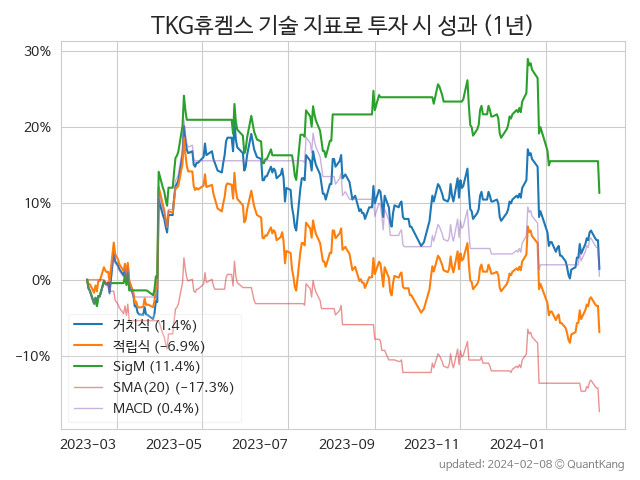 TKG휴켐스 기술 지표로 투자 시 성과 (1년)
30%
20%
10%
0%
−10%
거치식 (1.4%)
적립식 (−6.9%)
SigM (11.4%)
SMA(20) (−17.3%)
MACD (0.4%)
2023-03 2023-05 2023-07 2023-09 2023-11 2024-01
updated: 2024-02-08 © QuantKang